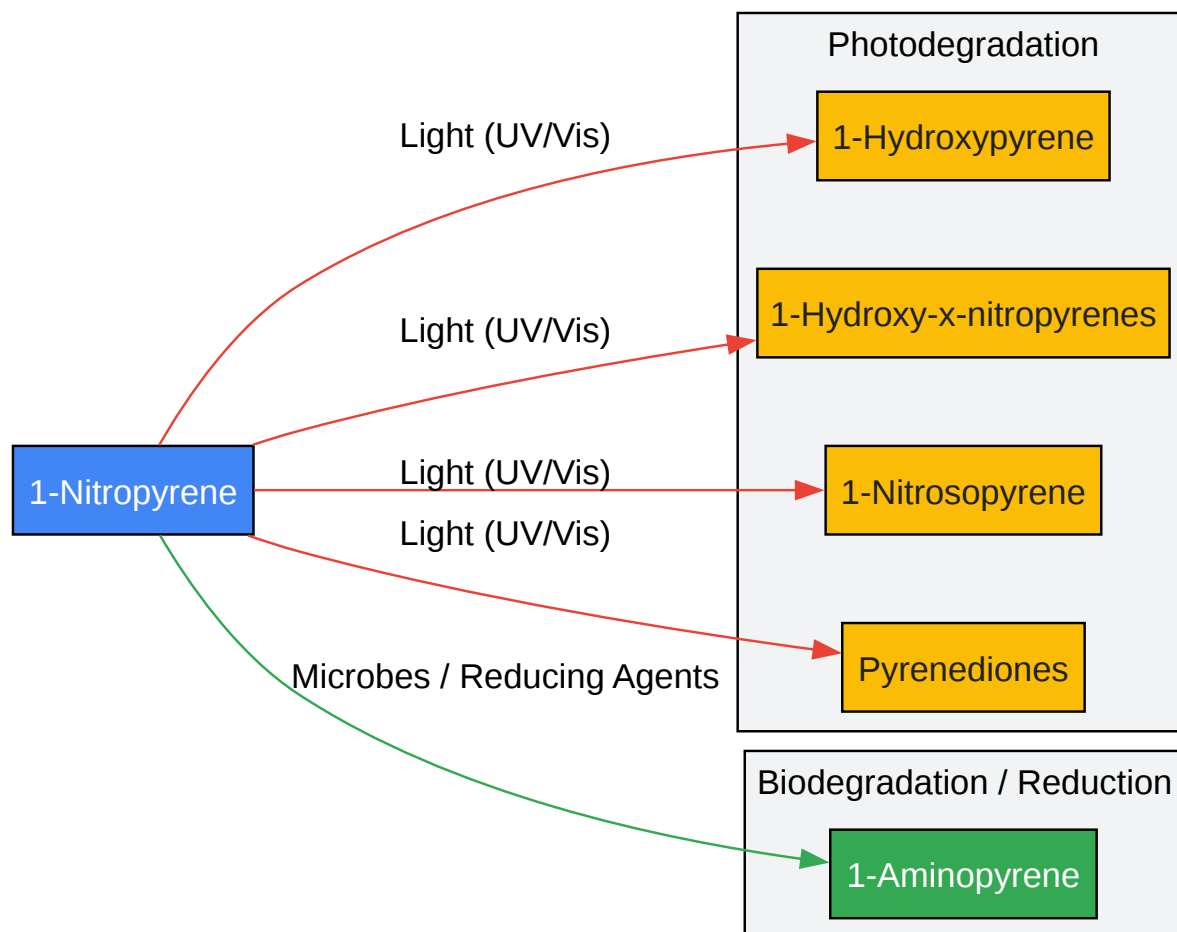 Photodegradation
Light (UV/Vis)
1-Hydroxypyrene
Light (UV/Vis)
1-Hydroxy-x-nitropyrenes
1-Nitropyrene
Light (UV/Vis)
1-Nitrosopyrene
Light (UV/Vis)
Pyrenediones
Microbes / Reducing Agents
Biodegradation / Reduction
1-Aminopyrene